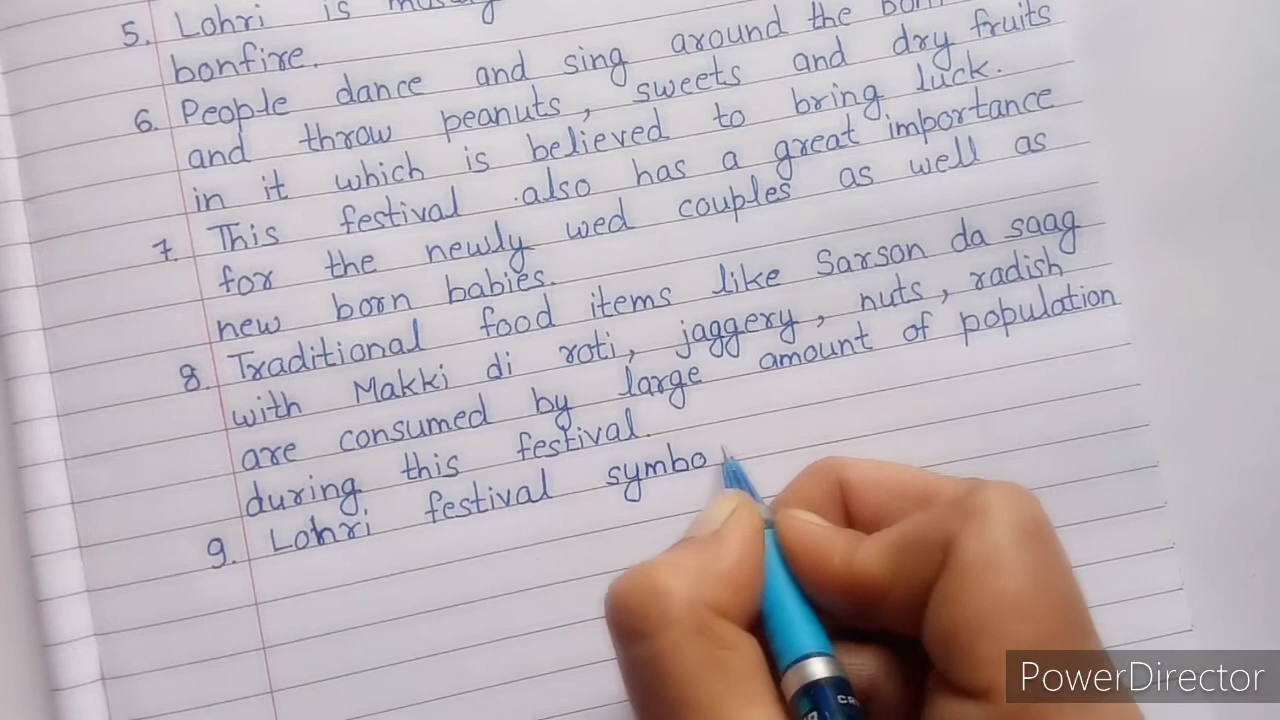 5. Lohri is
bonfire.
6. People dance and sing around the
and throw peanuts, sweets and dry fruits
in it which is believed to bring luck.
7. This festival also has a great importance
for the newly wed couples as well as
new born babies.
8. Traditional food items like Sarson da saag
with Makki di roti, jaggery, nuts, radish
are consumed by large amount of population
during this festival.
9. Lohri festival symbo
PowerDirector